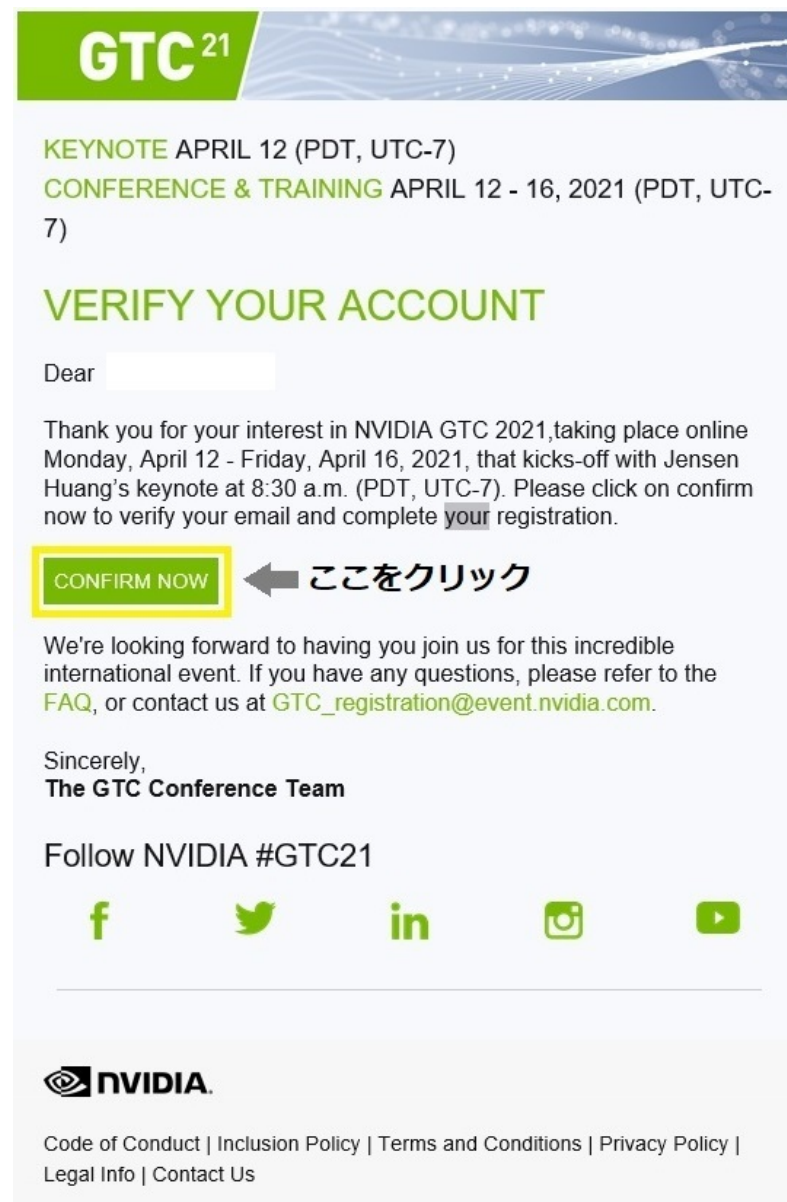 GTC 21
KEYNOTE APRIL 12 (PDT, UTC-7)
CONFERENCE & TRAINING APRIL 12 - 16, 2021 (PDT, UTC-
7)
VERIFY YOUR ACCOUNT
Dear
Thank you for your interest in NVIDIA GTC 2021,taking place online
Monday, April 12 - Friday, April 16, 2021, that kicks-off with Jensen
Huang's keynote at 8:30 a.m. (PDT, UTC-7). Please click on confirm
now to verify your email and complete your registration.
CONFIRM NOW ここをクリック
We're looking forward to having you join us for this incredible
international event. If you have any questions, please refer to the
FAQ, or contact us at GTC_registration@event.nvidia.com.
Sincerely,
The GTC Conference Team
Follow NVIDIA #GTC21
NVIDIA.
Code of Conduct | Inclusion Policy | Terms and Conditions | Privacy Policy |
Legal Info | Contact Us